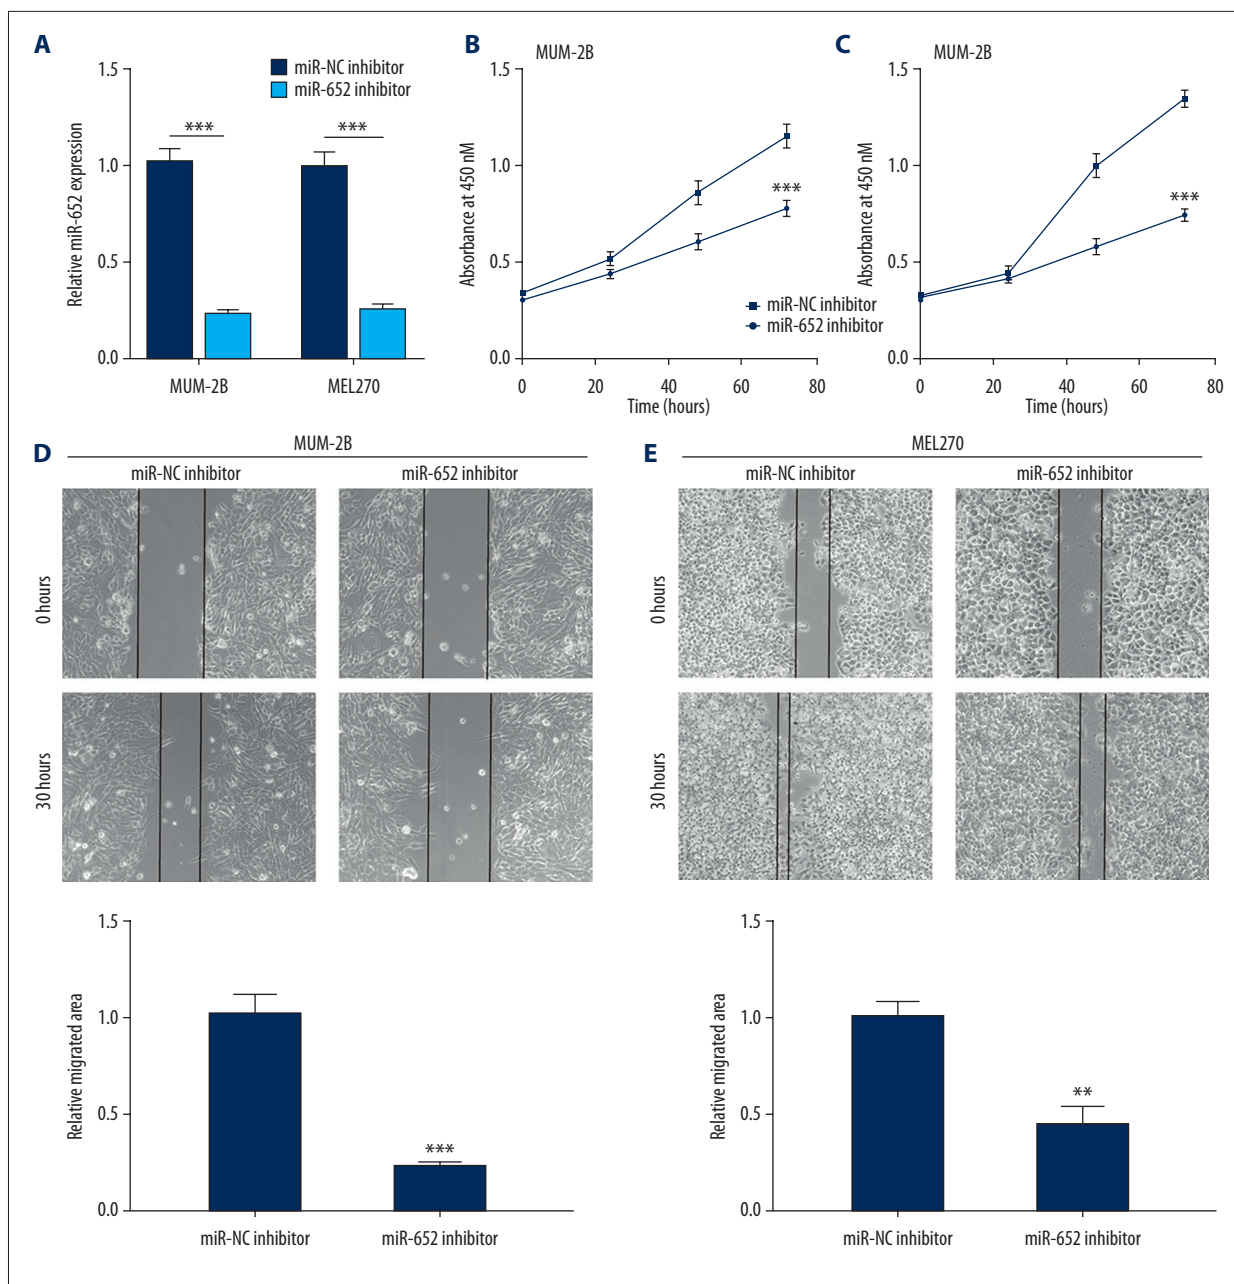 A
miR-NC inhibitor
miR-652 inhibitor
Relative miR-652 expression
1.5
1.0
0.5
0.0
***
***
MUM-2B
MEL270
B
MUM-2B
Absorbance at 450 nM
1.5
1.0
0.5
0.0
***
miR-NC inhibitor
miR-652 inhibitor
0
20
40
60
80
Time (hours)
C
MUM-2B
Absorbance at 450 nM
1.5
1.0
0.5
0.0
***
0
20
40
60
80
Time (hours)
D
MUM-2B
miR-NC inhibitor
miR-652 inhibitor
0 hours
30 hours
Relative migrated area
1.5
1.0
0.5
0.0
***
miR-NC inhibitor
miR-652 inhibitor
E
MEL270
miR-NC inhibitor
miR-652 inhibitor
0 hours
30 hours
Relative migrated area
1.5
1.0
0.5
0.0
**
miR-NC inhibitor
miR-652 inhibitor